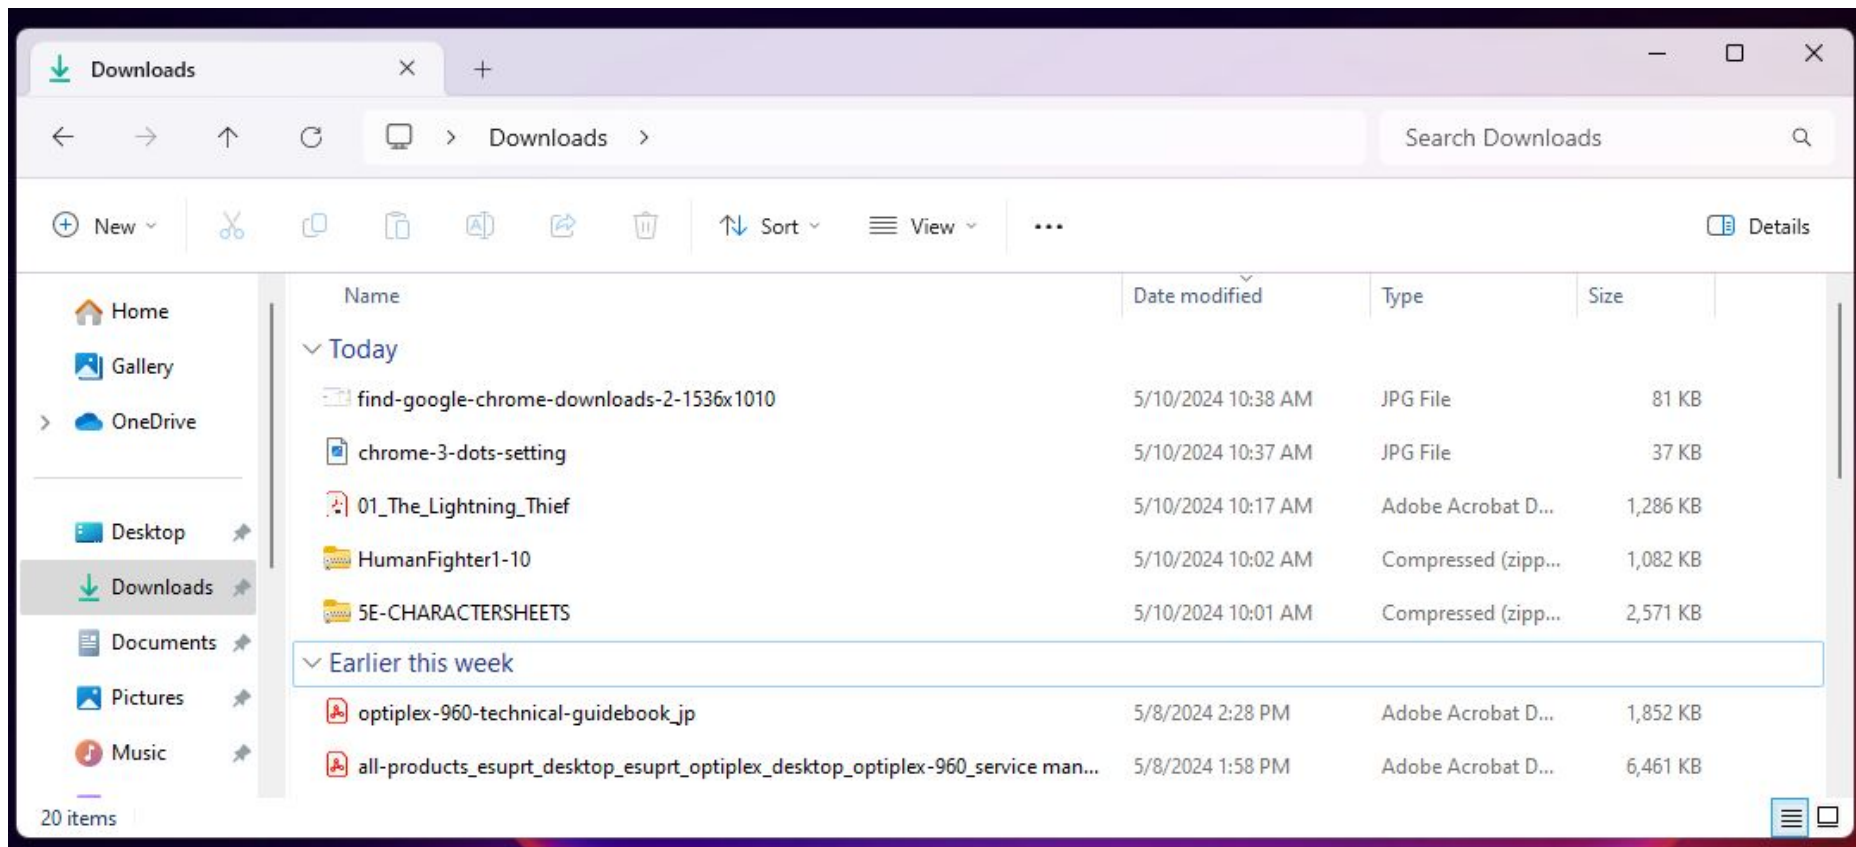 Downloads
Downloads
Search Downloads
New
Sort
View
Details
Home
Gallery
OneDrive
Desktop
Downloads
Documents
Pictures
Music
Name Date modified Type Size
Today
find-google-chrome-downloads-2-1536x1010 5/10/2024 10:38 AM JPG File 81 KB
chrome-3-dots-setting 5/10/2024 10:37 AM JPG File 37 KB
01_The_Lightning_Thief 5/10/2024 10:17 AM Adobe Acrobat D... 1,286 KB
HumanFighter1-10 5/10/2024 10:02 AM Compressed (zipp... 1,082 KB
5E-CHARACTERSHEETS 5/10/2024 10:01 AM Compressed (zipp... 2,571 KB
Earlier this week
optiplex-960-technical-guidebook_jp 5/8/2024 2:28 PM Adobe Acrobat D... 1,852 KB
all-products_esuprt_desktop_esuprt_optiplex_desktop_optiplex-960_service man... 5/8/2024 1:58 PM Adobe Acrobat D... 6,461 KB
20 items